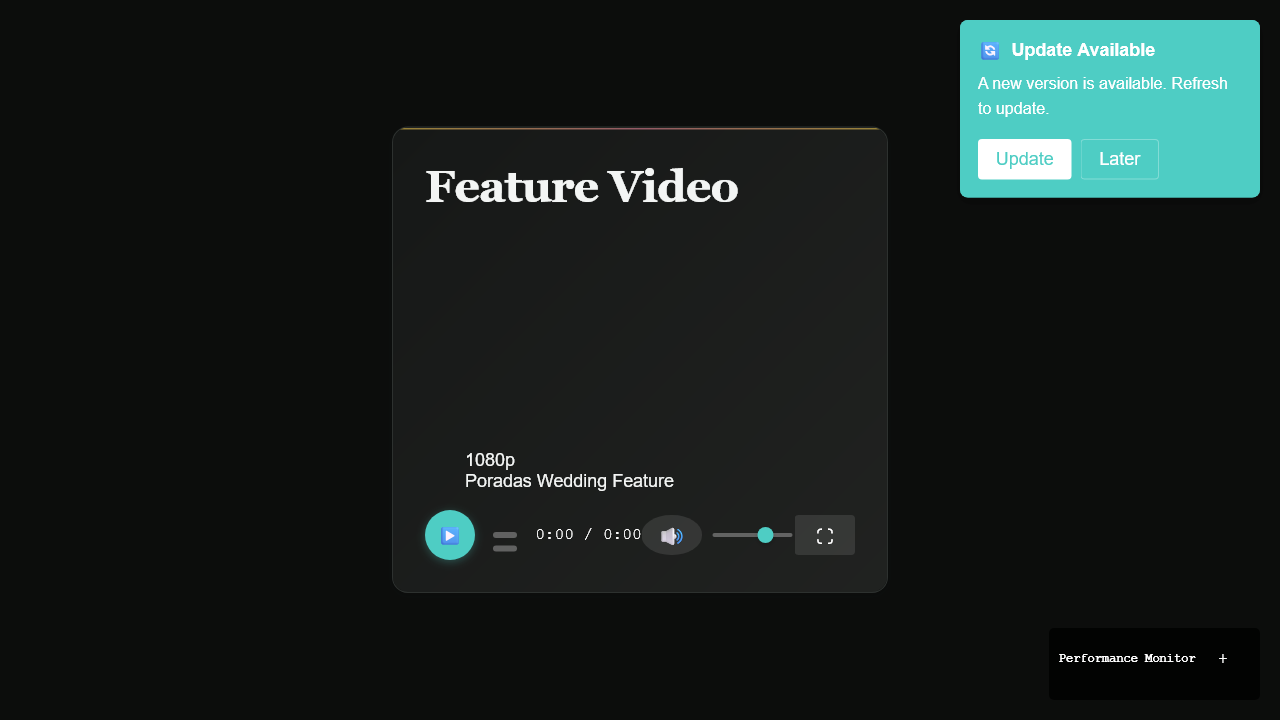 Update Available
A new version is available. Refresh
to update.
Update
Later
Feature Video
1080p
Poradas Wedding Feature
0:00 / 0:00
Performance Monitor +